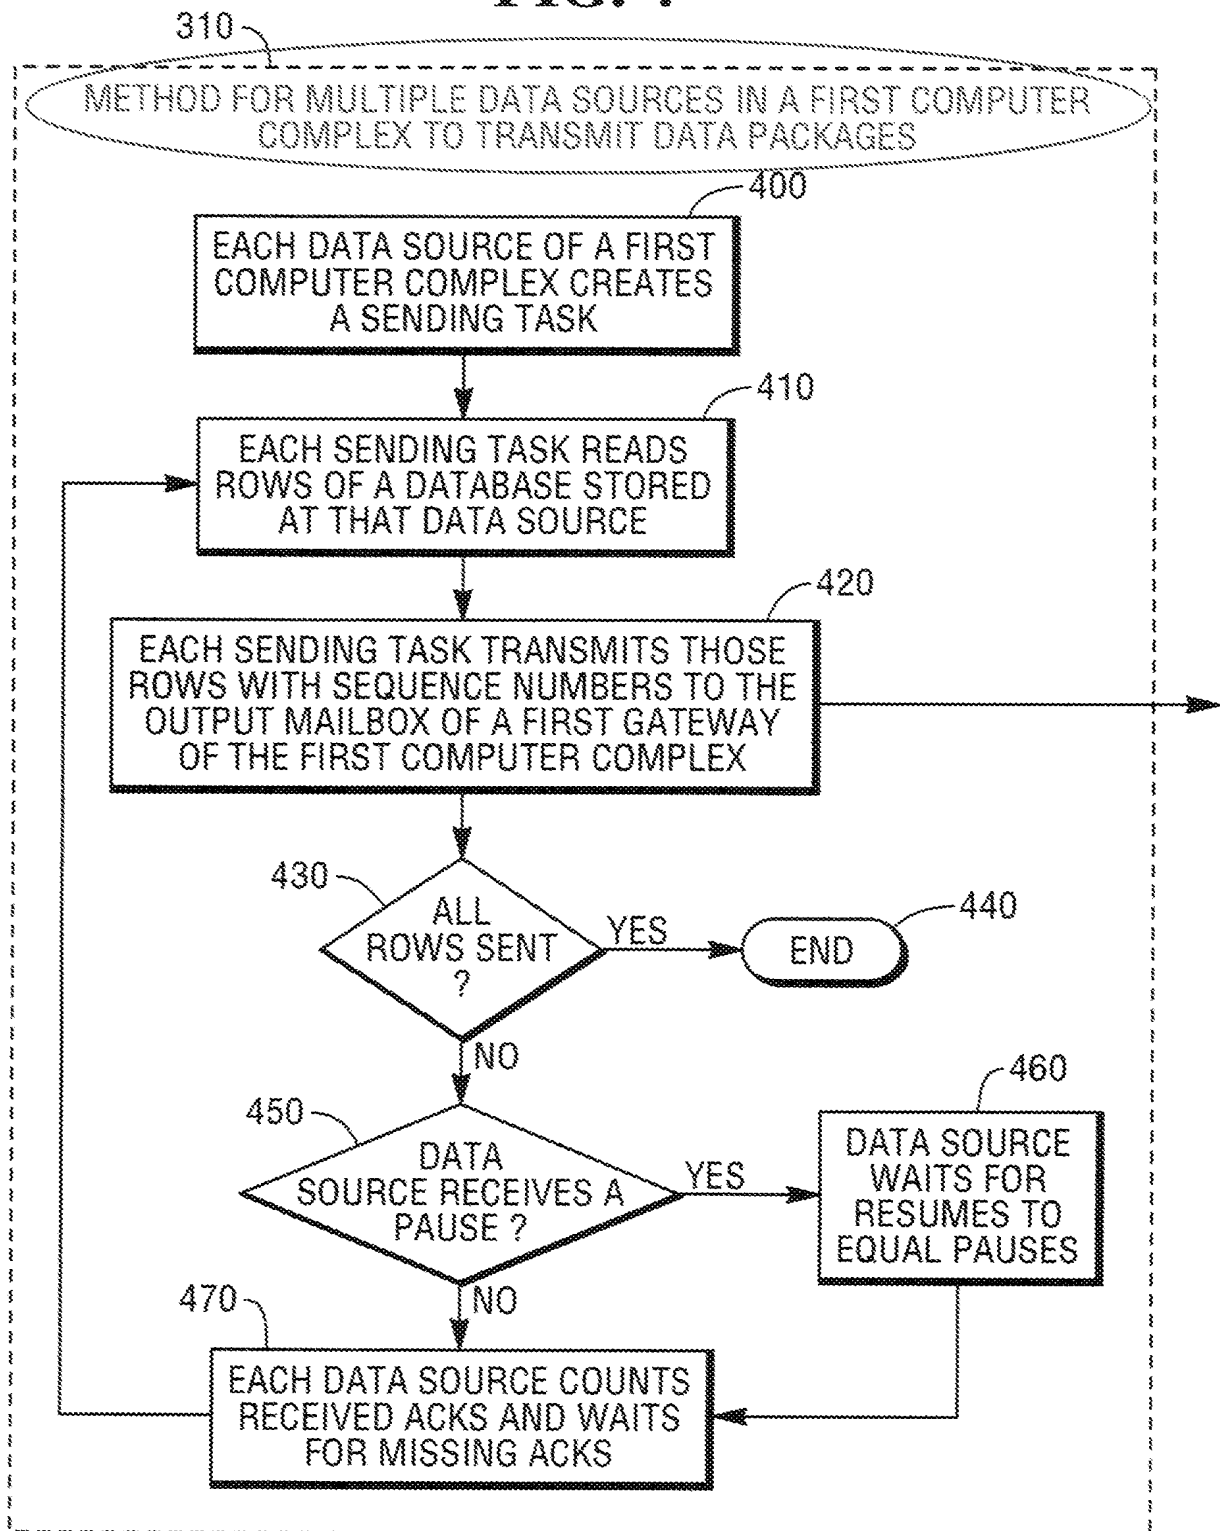 310
METHOD FOR MULTIPLE DATA SOURCES IN A FIRST COMPUTER
COMPLEX TO TRANSMIT DATA PACKAGES
400
EACH DATA SOURCE OF A FIRST
COMPUTER COMPLEX CREATES
A SENDING TASK
410
EACH SENDING TASK READS
ROWS OF A DATABASE STORED
AT THAT DATA SOURCE
420
EACH SENDING TASK TRANSMITS THOSE
ROWS WITH SEQUENCE NUMBERS TO THE
OUTPUT MAILBOX OF A FIRST GATEWAY
OF THE FIRST COMPUTER COMPLEX
430
ALL
ROWS SENT
?
YES
440
END
NO
450
DATA
SOURCE RECEIVES A
PAUSE ?
YES
460
DATA SOURCE
WAITS FOR
RESUMES TO
EQUAL PAUSES
NO
470
EACH DATA SOURCE COUNTS
RECEIVED ACKS AND WAITS
FOR MISSING ACKS